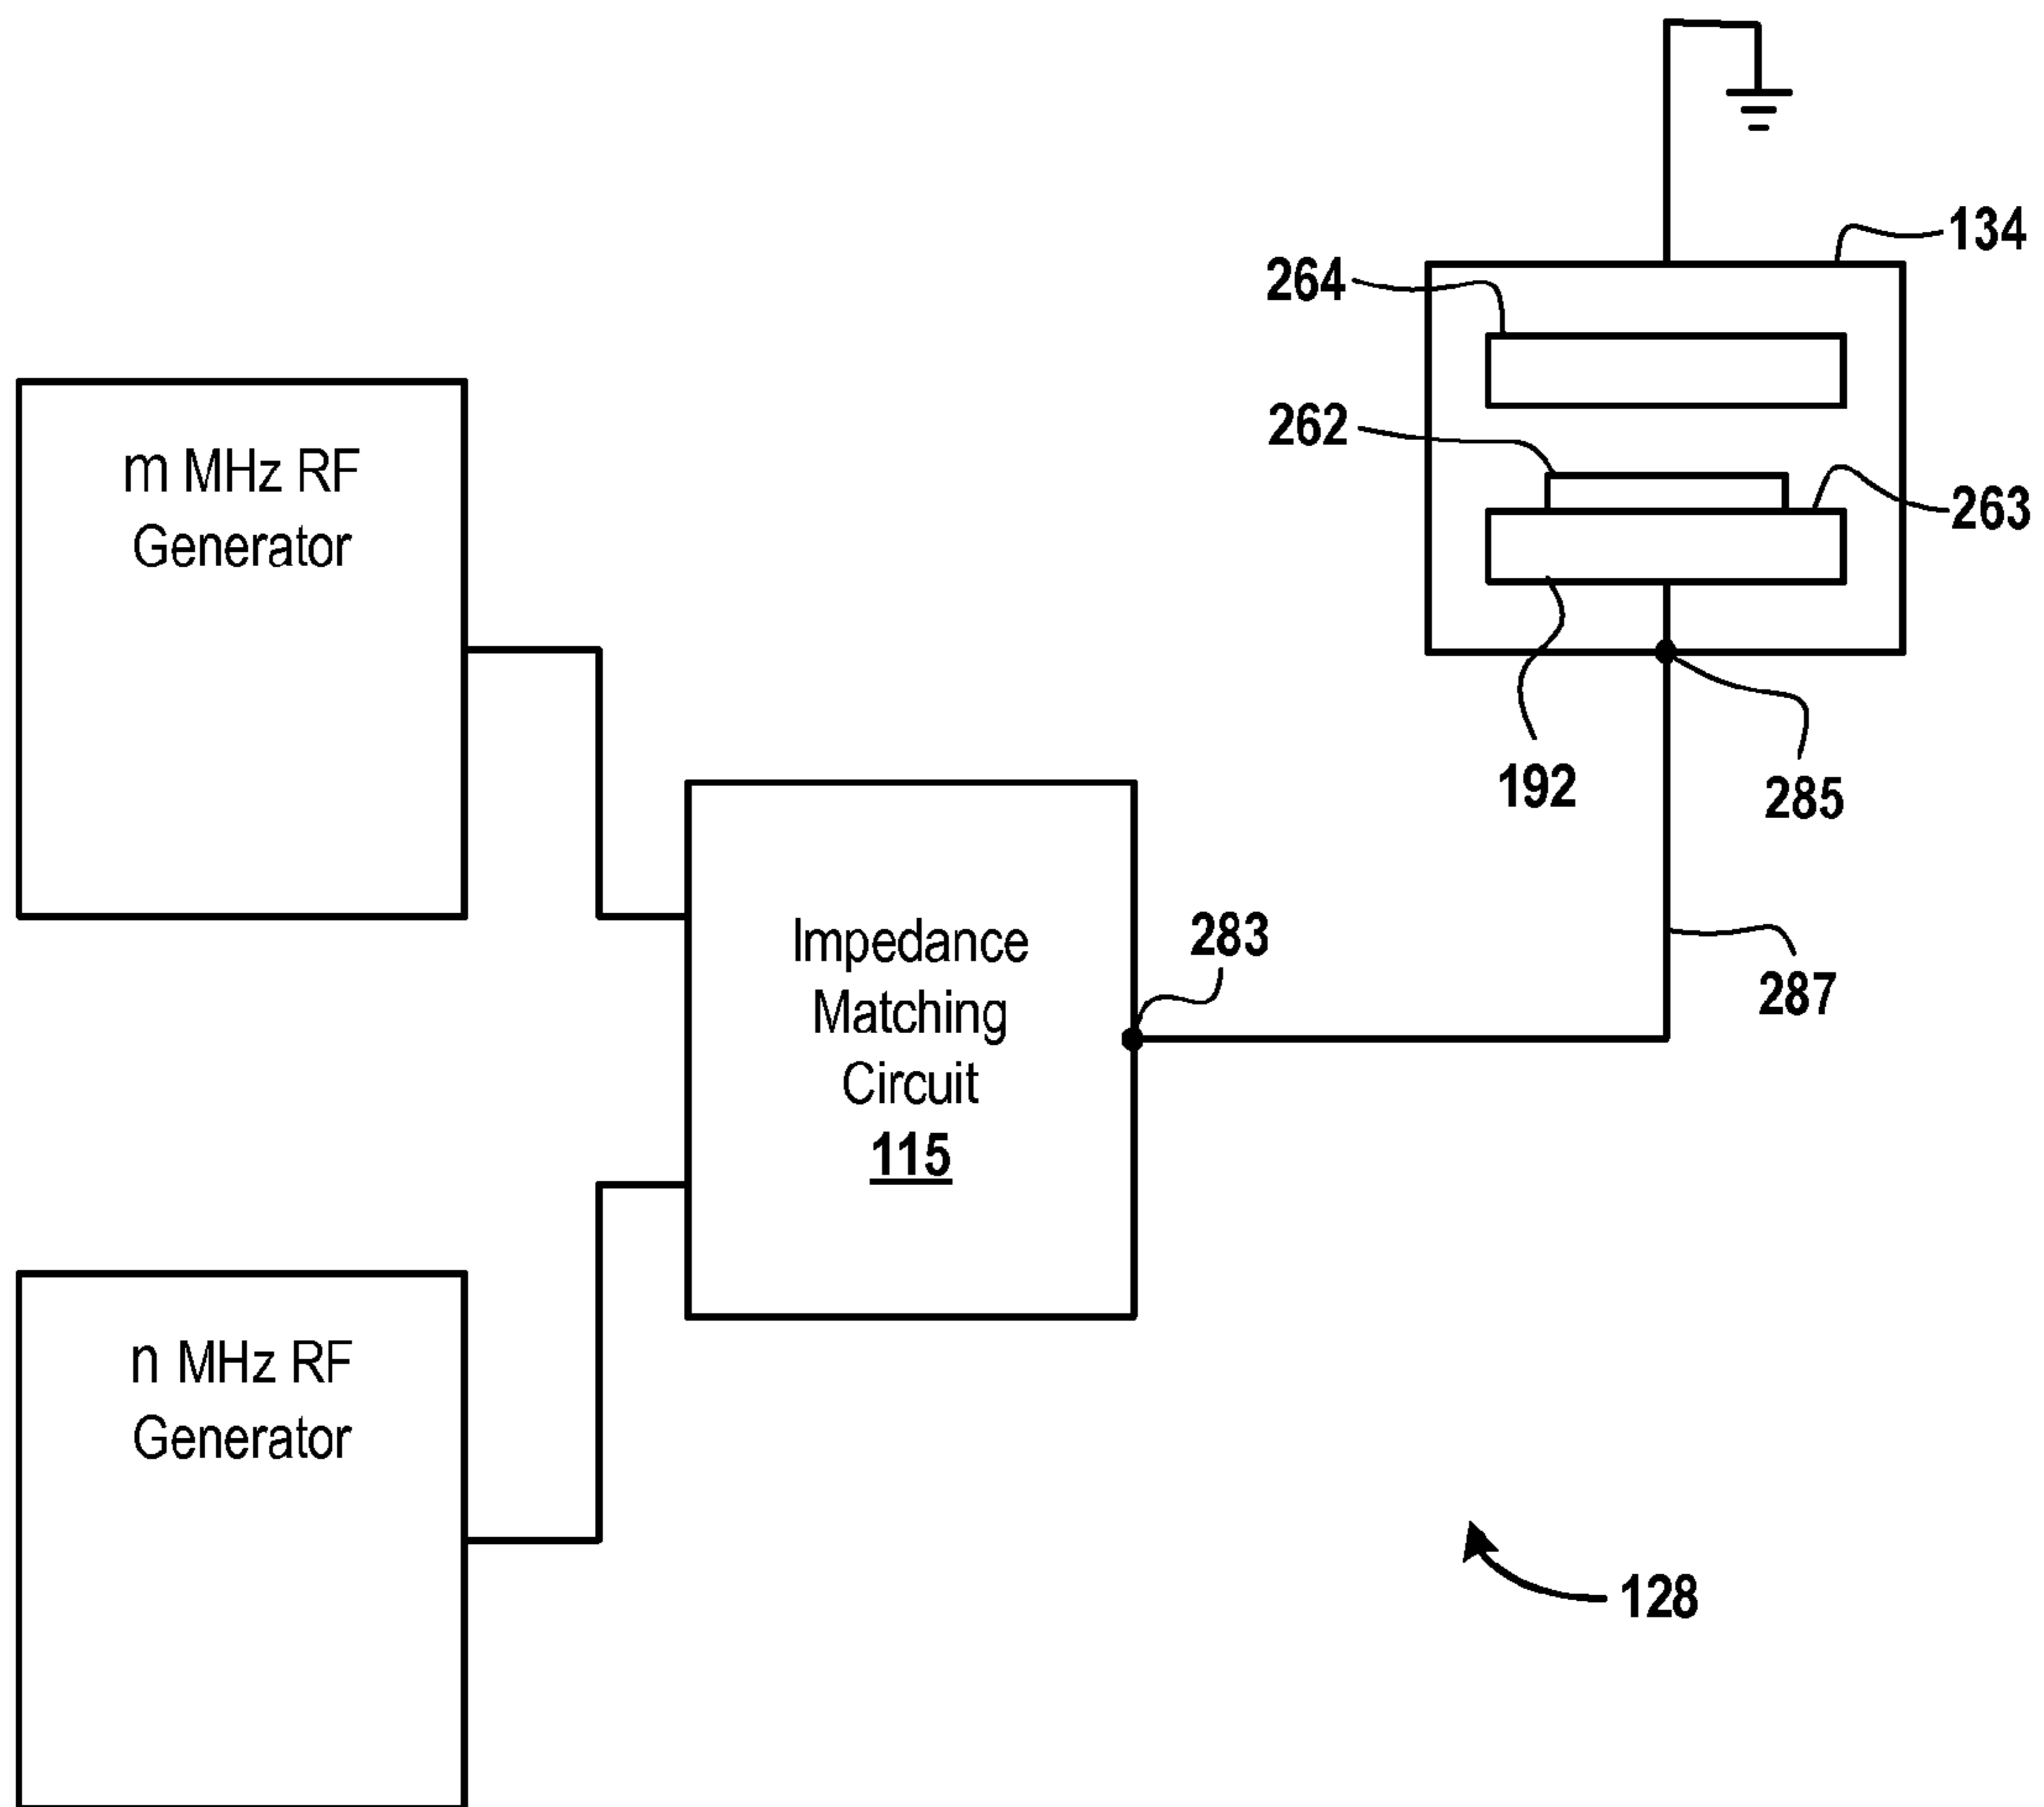 134
264
262
263
m MHz RF
Generator
192
285
283
287
Impedance
Matching
Circuit
115
n MHz RF
Generator
128